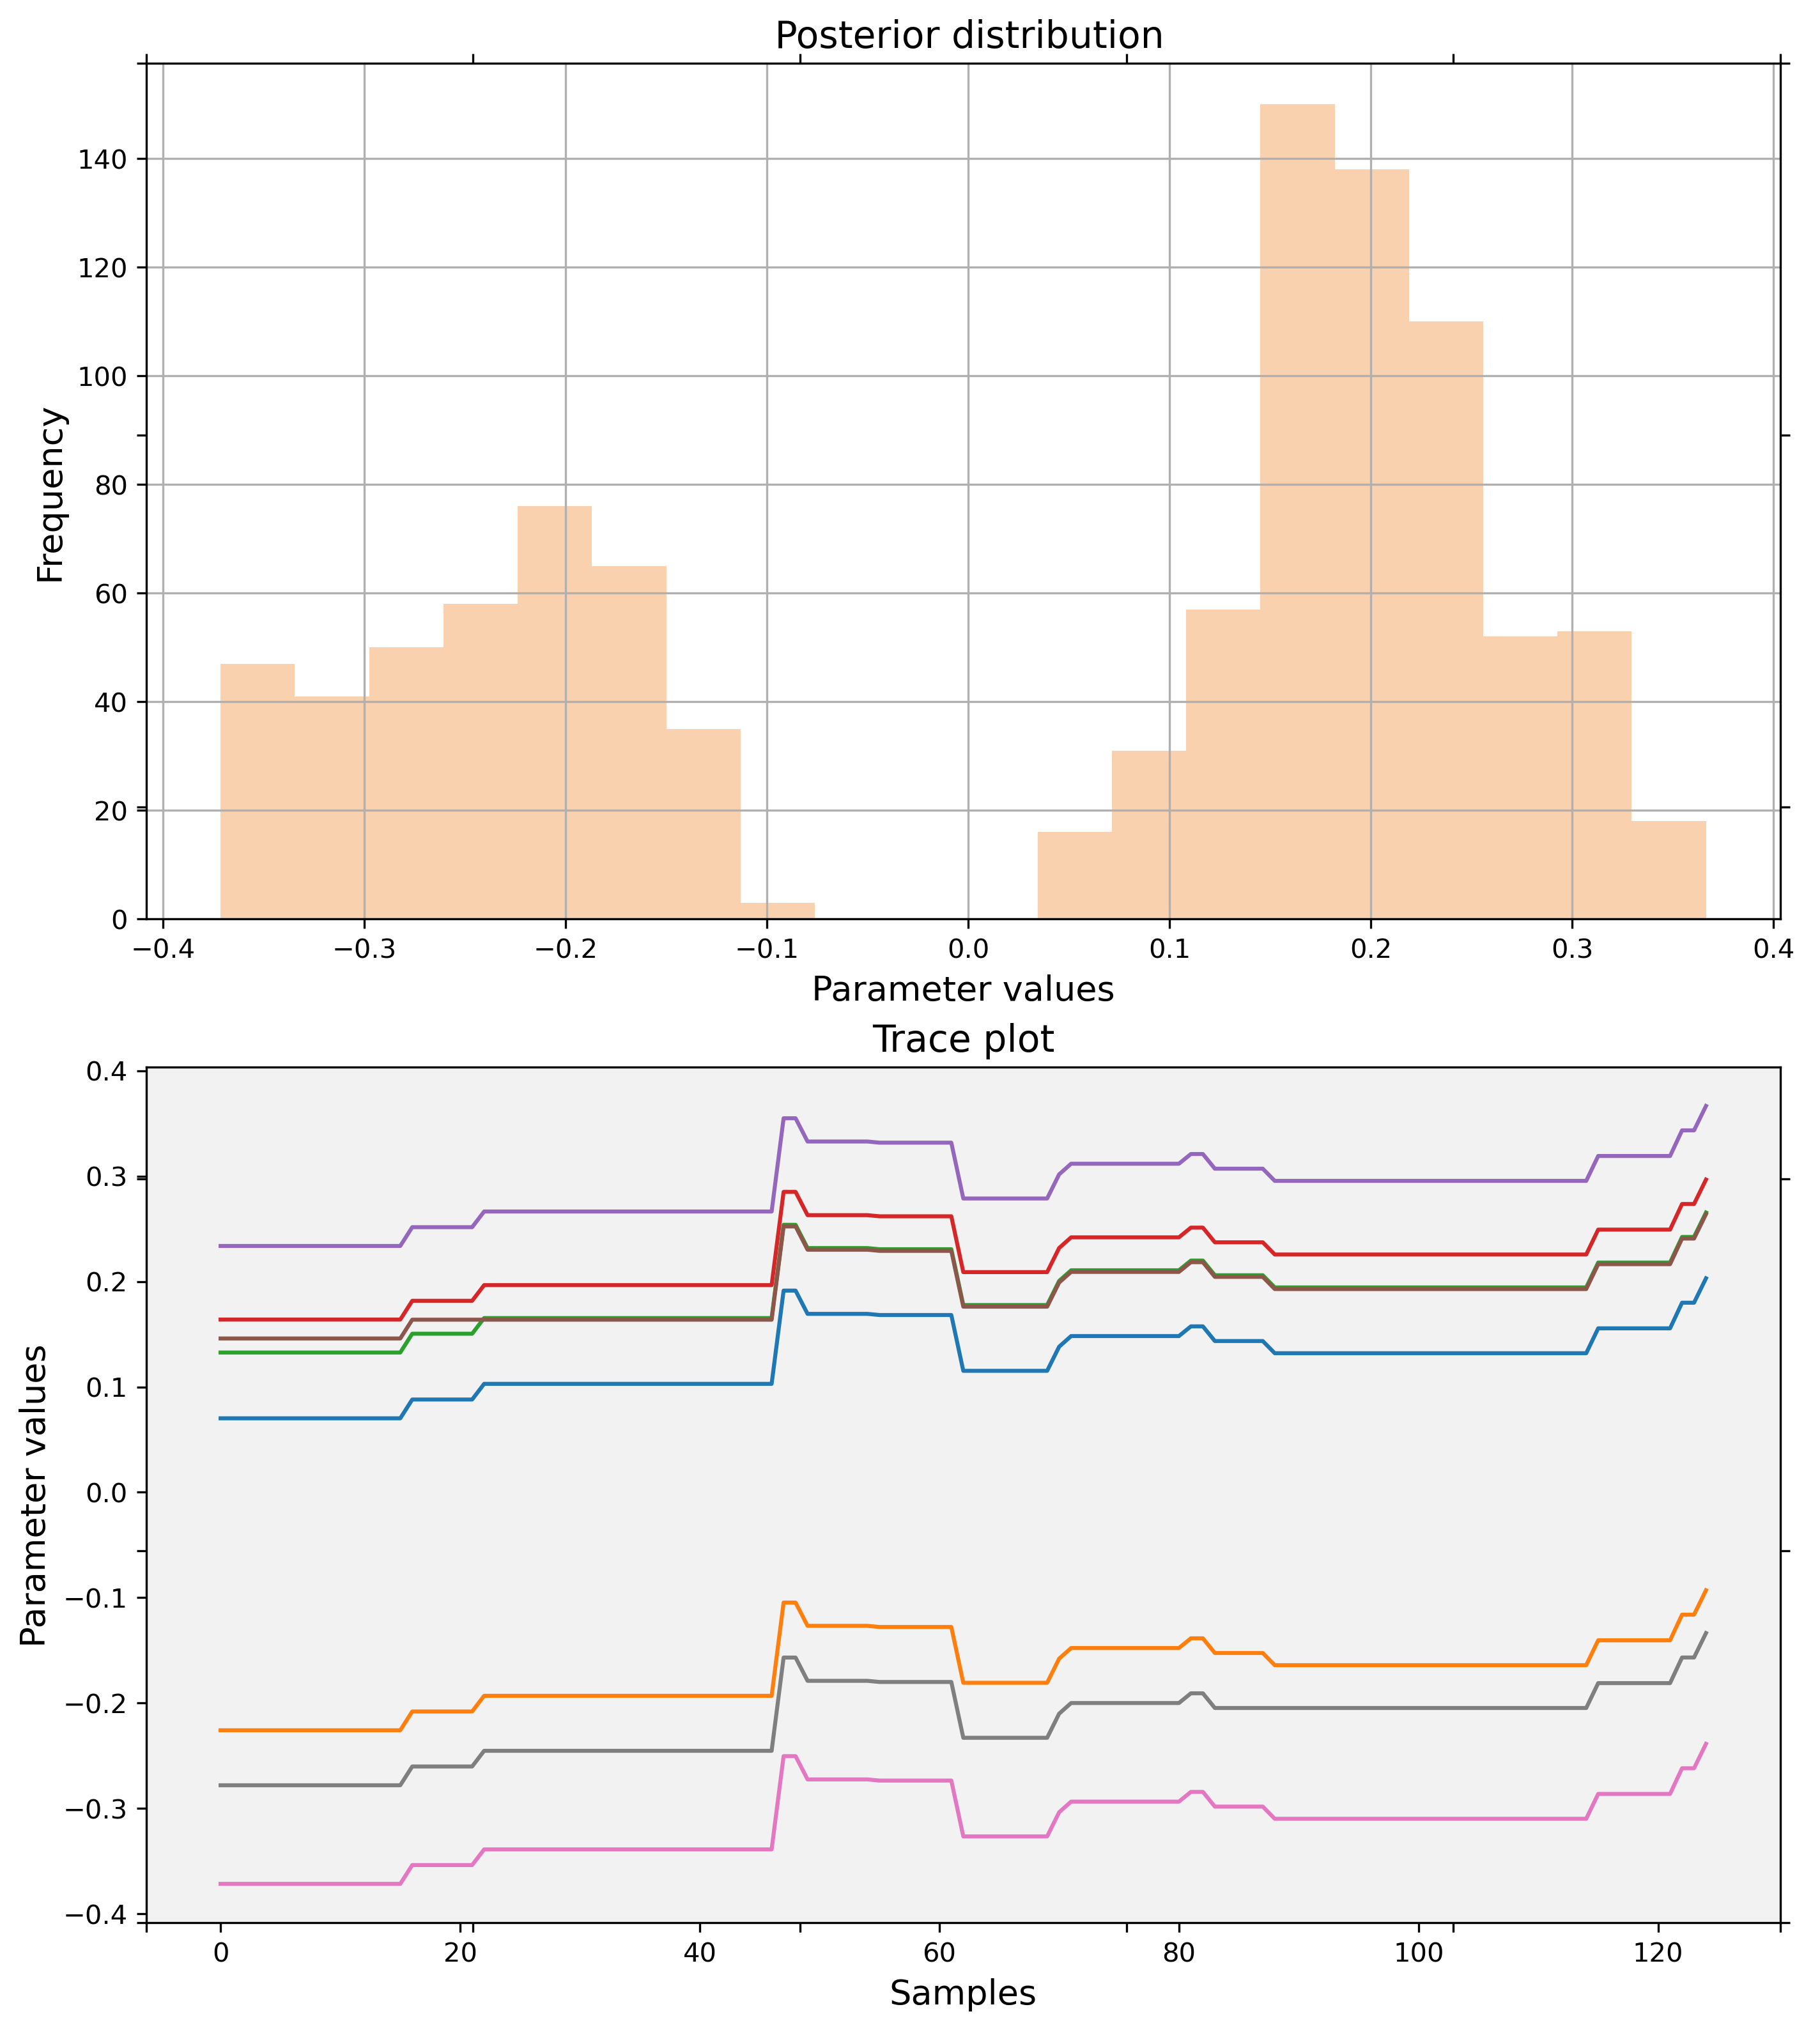 Posterior distribution
Frequency
140
120
100
80
60
40
20
0
−0.4 −0.3 −0.2 −0.1 0.0 0.1 0.2 0.3 0.4
Parameter values
Trace plot
Parameter values
0.4
0.3
0.2
0.1
0.0
−0.1
−0.2
−0.3
−0.4
0 20 40 60 80 100 120
Samples